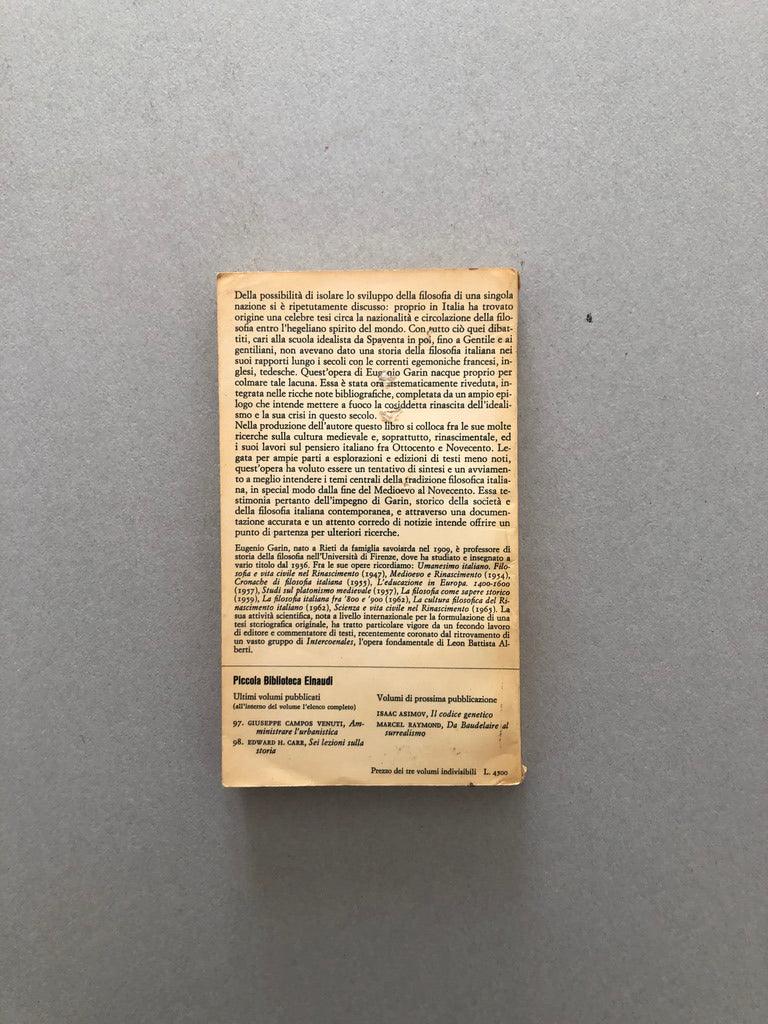 Della possibilità di isolare lo sviluppo della filosofia di una singola
nazione si è ripetutamente discusso: proprio in Italia ha trovato
origine una celebre tesi circa la nazionalità e circolazione della filo-
sofia entro l'hegeliano spirito del mondo. Con tutto ciò quei dibat-
titi, cari alla scuola idealista da Spaventa in poi, fino a Gentile e ai
gentiliani, non avevano dato una storia della filosofia italiana nei
suoi rapporti lungo i secoli con le correnti egemoniche francesi, in-
glesi, tedesche. Quest'opera di Eugenio Garin nacque proprio per
colmare tale lacuna. Essa è stata ora sistematicamente riveduta, in-
tegrata nelle ricche note bibliografiche, completata da un ampio epi-
logo che intende mettere a fuoco la cosiddetta rinascita dell'ideali-
smo e la sua crisi in questo secolo.
Nella produzione dell'autore questo libro si colloca fra le sue molte
ricerche sulla cultura medievale e, soprattutto, rinascimentale, ed
i suoi lavori sul pensiero italiano fra Ottocento e Novecento. Le-
gata per ampie parti a esplorazioni e edizioni di testi meno noti,
quest'opera ha voluto essere un tentativo di sintesi e un avviamen-
to a meglio intendere i temi centrali della tradizione filosofica italia-
na, in special modo dalla fine del Medioevo al Novecento. Essa te-
stimonia pertanto dell'impegno di Garin, storico della società e
della filosofia italiana contemporanea, e attraverso una documen-
tazione accurata e un attento corredo di notizie intende offrire un
punto di partenza per ulteriori ricerche.
Eugenio Garin, nato a Rieti da famiglia savoiarda nel 1909, è professore di
storia della filosofia nell'Università di Firenze, dove ha studiato e insegnato a
vario titolo dal 1936. Fra le sue opere ricordiamo: Umanesimo italiano. Filo-
sofia e vita civile nel Rinascimento (1947), Medioevo e Rinascimento (1954),
Cronache di filosofia italiana (1955), L'educazione in Europa. 1400-1600
(1957), Studi sul platonismo medievale (1957), La filosofia come sapere storico
(1959), La filosofia italiana fra '800 e '900 (1962), La cultura filosofica del Ri-
nascimento italiano (1962), Scienza e vita civile nel Rinascimento (1965). La
sua attività scientifica, nota a livello internazionale per la formulazione di una
tesi storiografica originale, ha tratto particolare vigore da un fecondo lavoro
di editore e commentatore di testi, recentemente coronato dal ritrovamento di
un vasto gruppo di Intercoenales, l'opera fondamentale di Leon Battista Al-
berti.
Piccola Biblioteca Einaudi
Ultimi volumi pubblicati
(all'interno del volume l'elenco completo)
97. GIUSEPPE CAMPOS VENUTI, Am-
ministrare l'urbanistica
98. EDWARD H. CARR, Sei lezioni sulla
storia
Volumi di prossima pubblicazione
ISAAC ASIMOV, Il codice genetico
MARCEL RAYMOND, Da Baudelaire al
surrealismo
Prezzo dei tre volumi indivisibili L. 4500